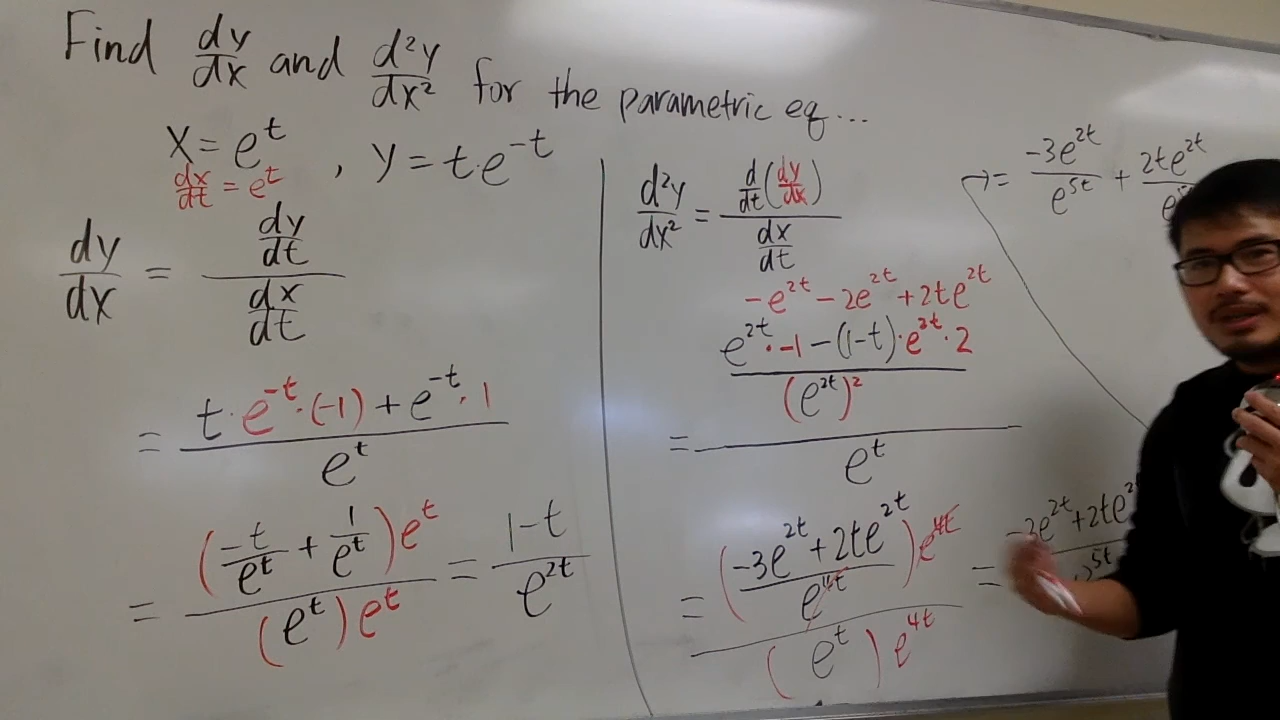 Find dy/dx and d²y/dx² for the parametric eq...
x = e^t , y = t·e^-t
dx/dt = e^t
dy/dx = (dy/dt)/(dx/dt)
= (t·e^-t·(-1) + e^-t·1)/e^t
= ((-t/e^t + 1/e^t)e^t)/((e^t)e^t) = (1-t)/e^2t
d²y/dx² = (d/dt(dy/dx))/(dx/dt)
-e^2t - 2e^2t + 2te^2t
= ((e^2t·-1 - (1-t)·e^2t·2)/(e^2t)²)/e^t
= (((-3e^2t + 2te^2t)/e^4t)e^4t)/((e^t)e^4t) = -3e^2t + 2te^2
5t
= -3e^2t/e^5t + 2te^2t/e